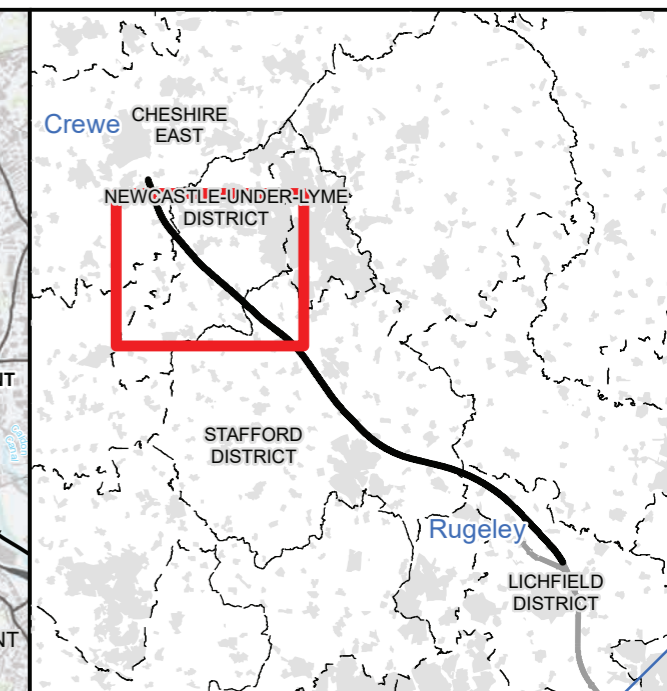 CHESHIRE
EAST
Crewe
NEWCASTLE-UNDER-LYME
DISTRICT
STAFFORD
DISTRICT
Rugeley
LICHFIELD
DISTRICT